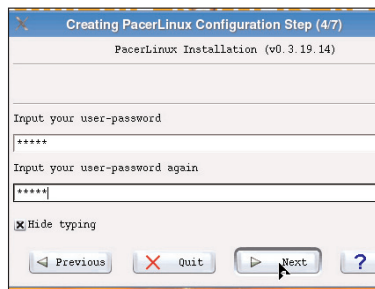 Creating PacerLinux Configuration Step (4/7)
PacerLinux Installation (v0.3.19.14)
Input your user-password
*****
Input your user-password again
*****
Hide typing
Previous Quit Next ?